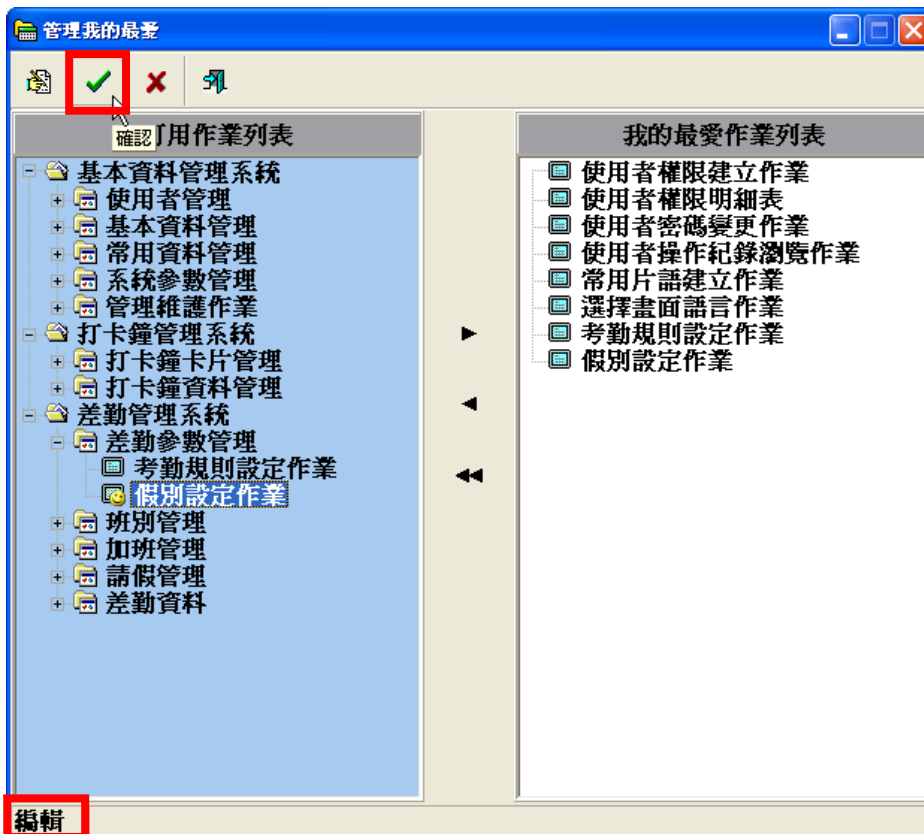 管理我的最愛
確認
用作業列表
基本資料管理系統
使用者管理
基本資料管理
常用資料管理
系統參數管理
管理維護作業
打卡鐘管理系統
打卡鐘卡片管理
打卡鐘資料管理
差勤管理系統
差勤參數管理
考勤規則設定作業
假別設定作業
班別管理
加班管理
請假管理
差勤資料
我的最愛作業列表
使用者權限建立作業
使用者權限明細表
使用者密碼變更作業
使用者操作紀錄瀏覽作業
常用片語建立作業
選擇畫面語言作業
考勤規則設定作業
假別設定作業
編輯